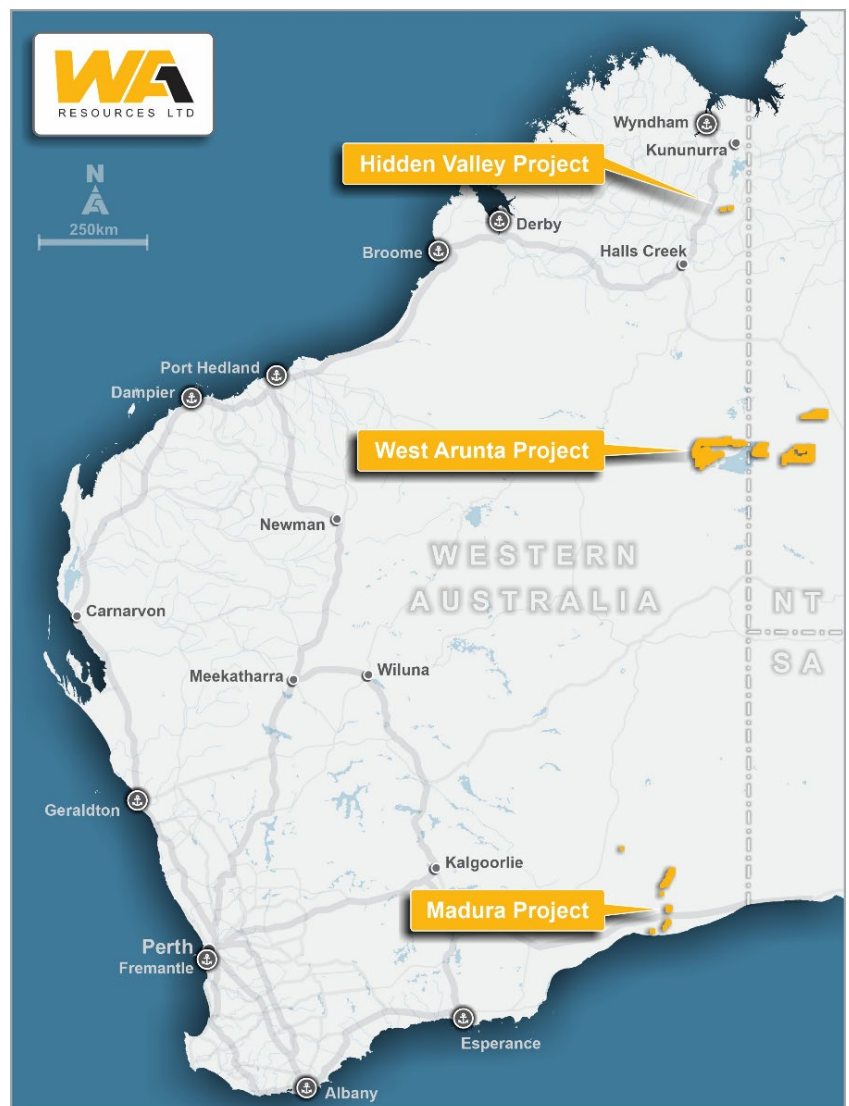 WA1
RESOURCES LTD
N
250km
Wyndham
Kununurra
Hidden Valley Project
Derby
Broome
Halls Creek
Port Hedland
Dampier
West Arunta Project
Newman
WESTERN
AUSTRALIA
NT
SA
Carnarvon
Meekatharra
Wiluna
Geraldton
Kalgoorlie
Madura Project
Perth
Fremantle
Esperance
Albany